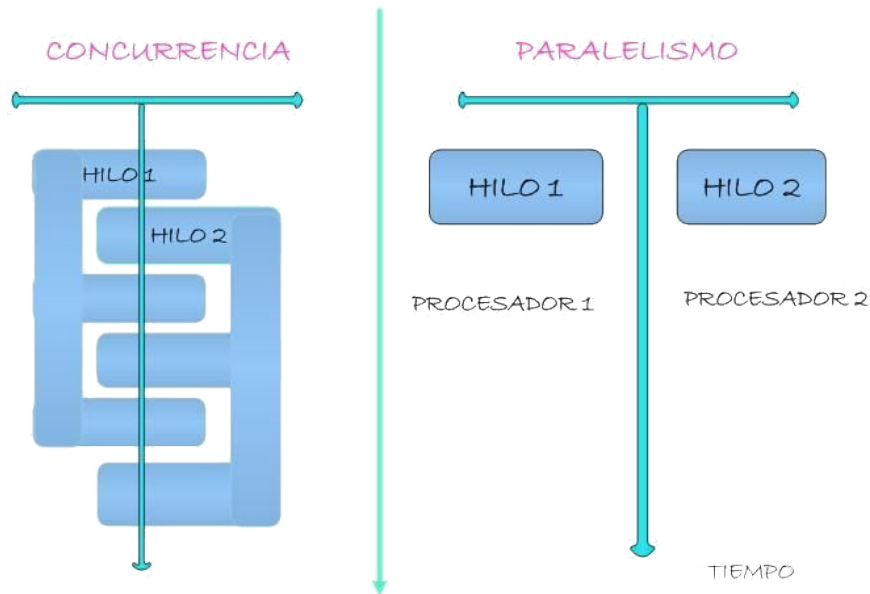 CONCURRENCIA
HILO 1
HILO 2
PARALELISMO
HILO 1
HILO 2
PROCESADOR 1
PROCESADOR 2
TIEMPO